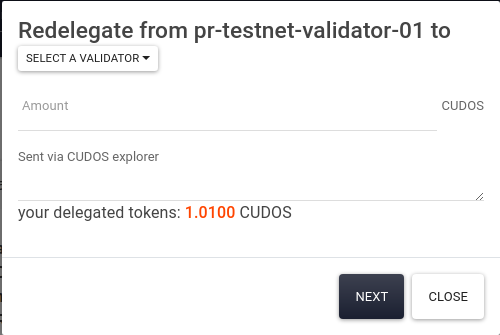 Redelegate from pr-testnet-validator-01 to
SELECT A VALIDATOR
Amount CUDOS
Sent via CUDOS explorer
your delegated tokens: 1.0100 CUDOS
NEXT CLOSE